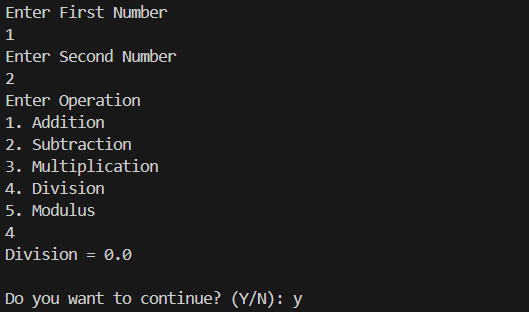 Enter First Number
1
Enter Second Number
2
Enter Operation
1. Addition
2. Subtraction
3. Multiplication
4. Division
5. Modulus
4
Division = 0.0
Do you want to continue? (Y/N): y